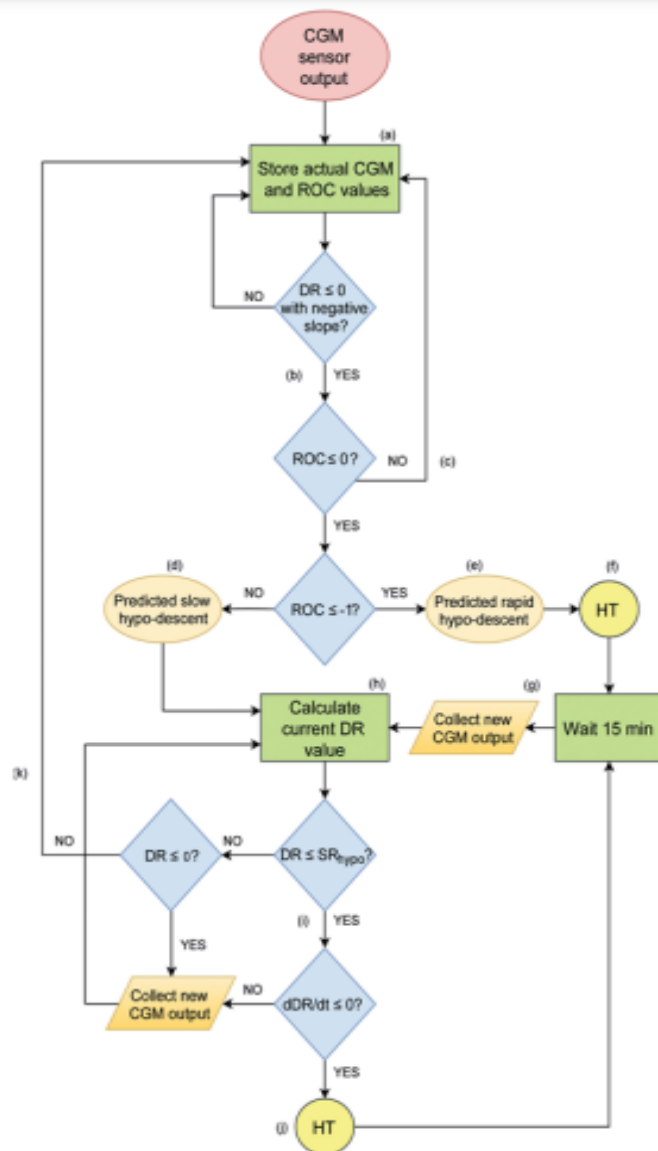 CGM
sensor
output
(a)
Store actual CGM
and ROC values
DR ≤ 0
with negative
slope?
NO
(b)
YES
ROC ≤ 0?
NO
(c)
YES
(d)
(e)
(f)
Predicted slow
hypo-descent
NO
ROC ≤ -1?
YES
Predicted rapid
hypo-descent
HT
(h)
(g)
Calculate
current DR
value
Collect new
CGM output
Wait 15 min
(k)
NO
DR ≤ 0?
NO
DR ≤ SRhypo?
YES
(i)
YES
Collect new
CGM output
NO
dDR/dt ≤ 0?
YES
(j)
HT